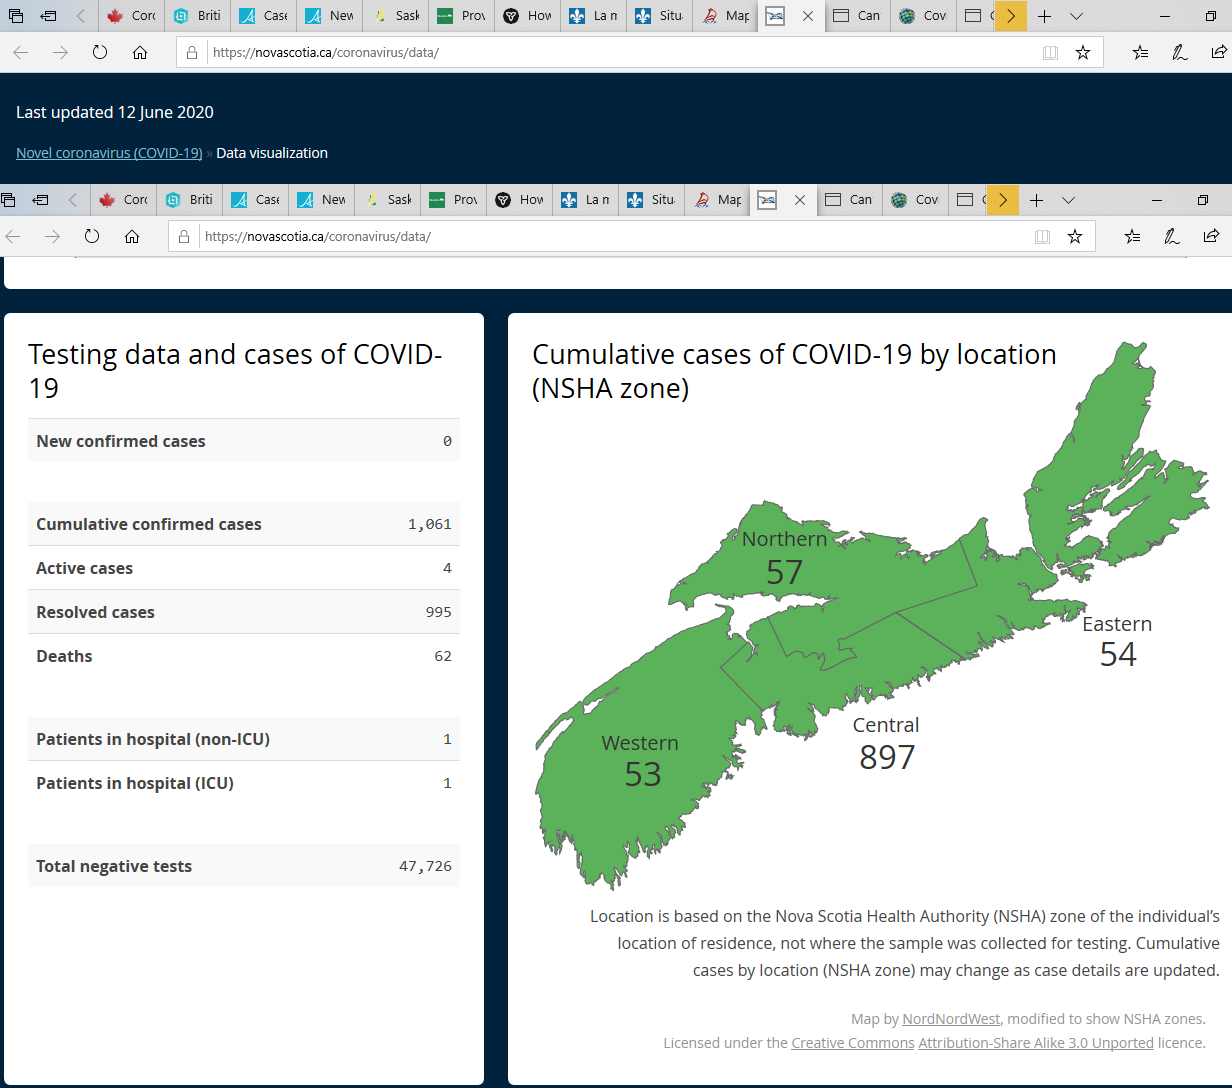 Corc
Briti
Case
New
Sask
Prov
How
La n
Situ
Map
Can
Cov
https://novascotia.ca/coronavirus/data/
Last updated 12 June 2020
Novel coronavirus (COVID-19) » Data visualization
Corc
Briti
Case
New
Sask
Prov
How
La n
Situ
Map
Can
Cov
https://novascotia.ca/coronavirus/data/
Testing data and cases of COVID-
19
New confirmed cases 0
Cumulative confirmed cases 1,061
Active cases 4
Resolved cases 995
Deaths 62
Patients in hospital (non-ICU) 1
Patients in hospital (ICU) 1
Total negative tests 47,726
Cumulative cases of COVID-19 by location
(NSHA zone)
Northern
57
Eastern
54
Central
897
Western
53
Location is based on the Nova Scotia Health Authority (NSHA) zone of the individual's
location of residence, not where the sample was collected for testing. Cumulative
cases by location (NSHA zone) may change as case details are updated.
Map by NordNordWest, modified to show NSHA zones.
Licensed under the Creative Commons Attribution-Share Alike 3.0 Unported licence.